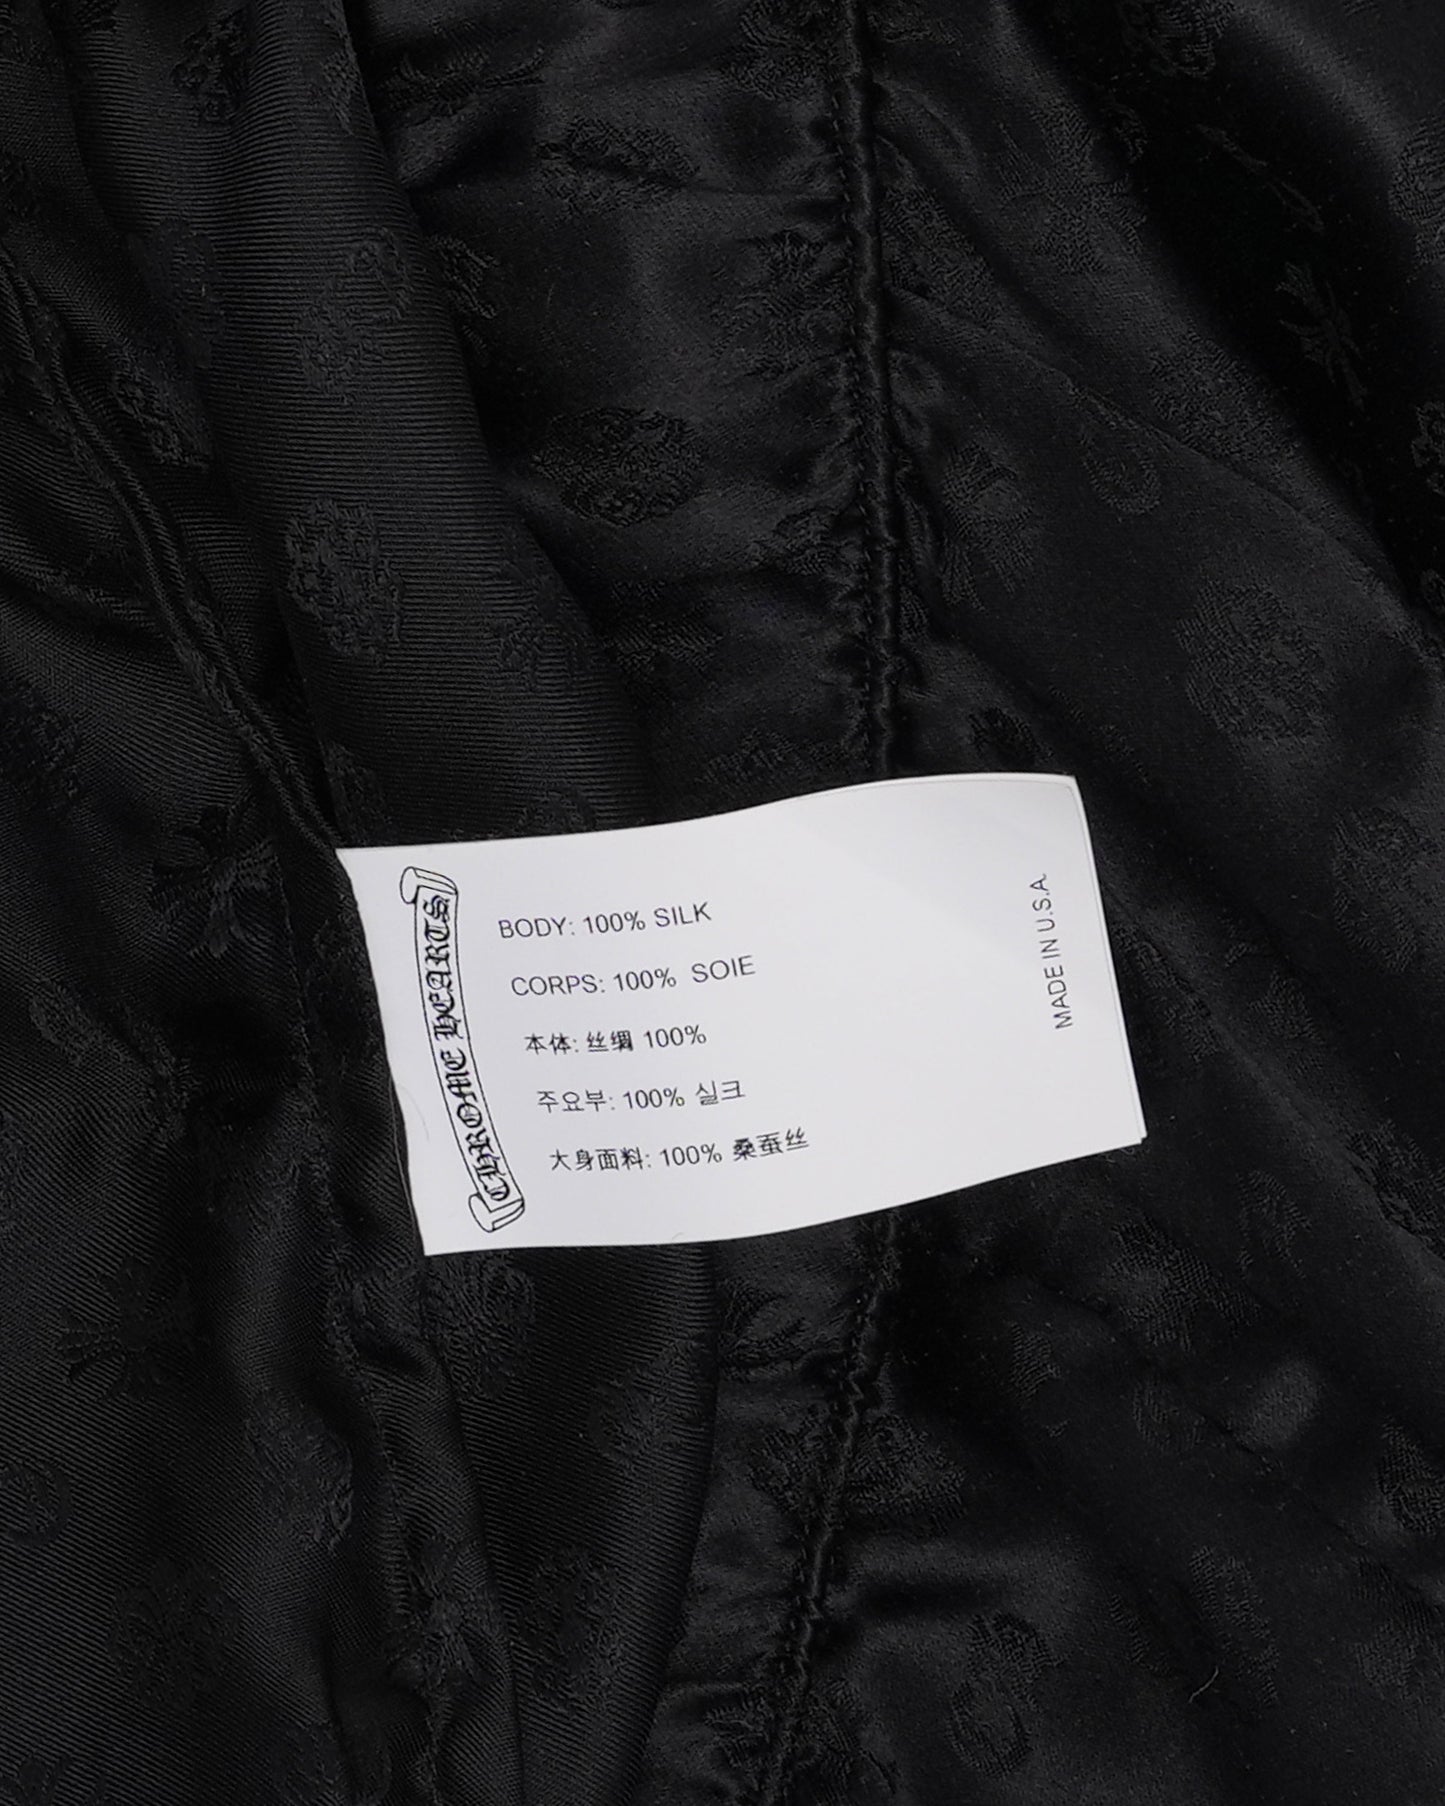 CHROME HEARTS
BODY: 100% SILK
CORPS: 100% SOIE
本体: 丝绸 100%
주요부: 100% 실크
大身面料: 100% 桑蚕丝
MADE IN U.S.A.